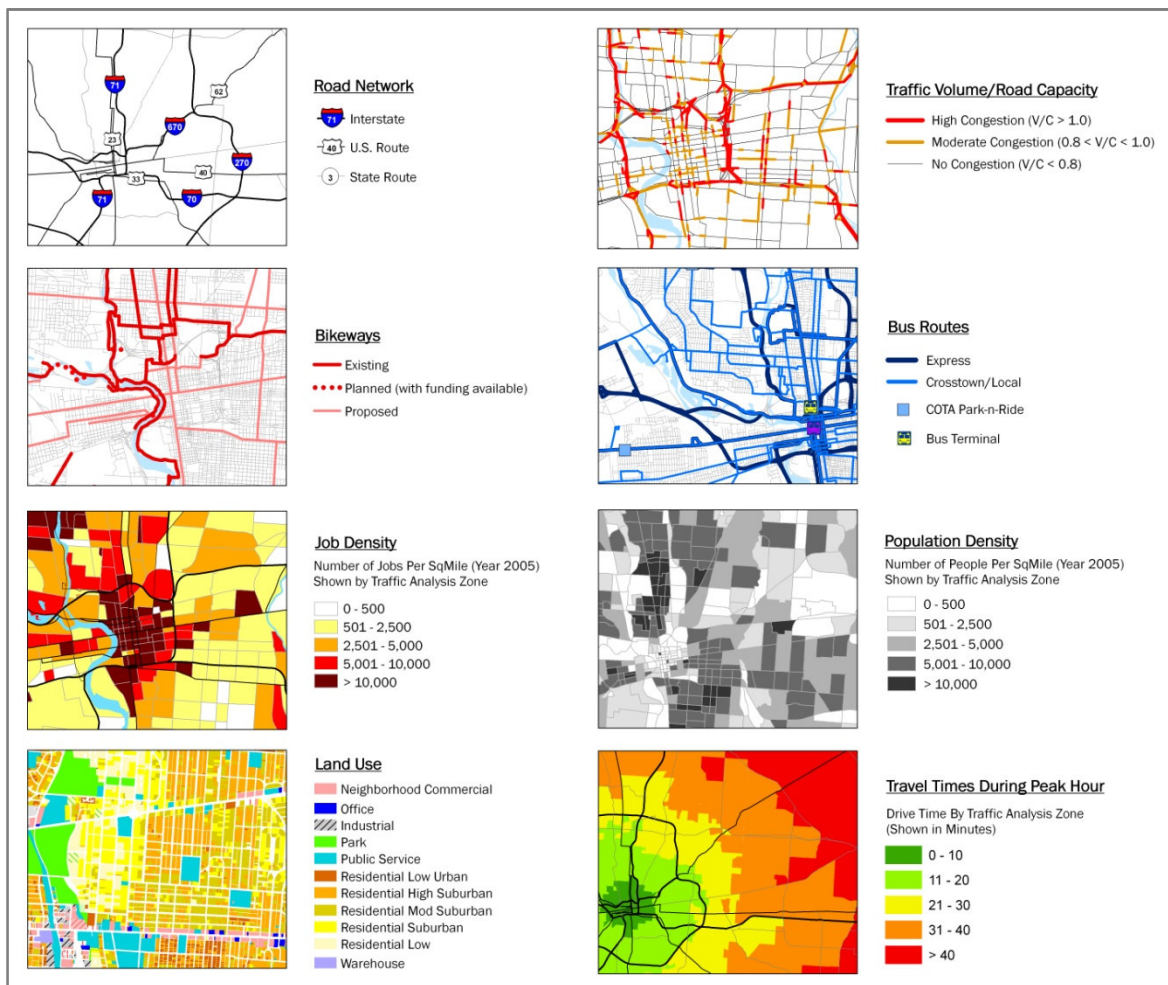 71
62
Road Network
71 Interstate
40 U.S. Route
3 State Route
670
23
270
40
33
71
70
Traffic Volume/Road Capacity
High Congestion (V/C > 1.0)
Moderate Congestion (0.8 < V/C < 1.0)
No Congestion (V/C < 0.8)
Bikeways
Existing
Planned (with funding available)
Proposed
Bus Routes
Express
Crosstown/Local
COTA Park-n-Ride
Bus Terminal
Job Density
Number of Jobs Per SqMile (Year 2005)
Shown by Traffic Analysis Zone
0 - 500
501 - 2,500
2,501 - 5,000
5,001 - 10,000
> 10,000
Population Density
Number of People Per SqMile (Year 2005)
Shown by Traffic Analysis Zone
0 - 500
501 - 2,500
2,501 - 5,000
5,001 - 10,000
> 10,000
Land Use
Neighborhood Commercial
Office
Industrial
Park
Public Service
Residential Low Urban
Residential High Suburban
Residential Mod Suburban
Residential Suburban
Residential Low
Warehouse
Travel Times During Peak Hour
Drive Time By Traffic Analysis Zone
(Shown in Minutes)
0 - 10
11 - 20
21 - 30
31 - 40
> 40